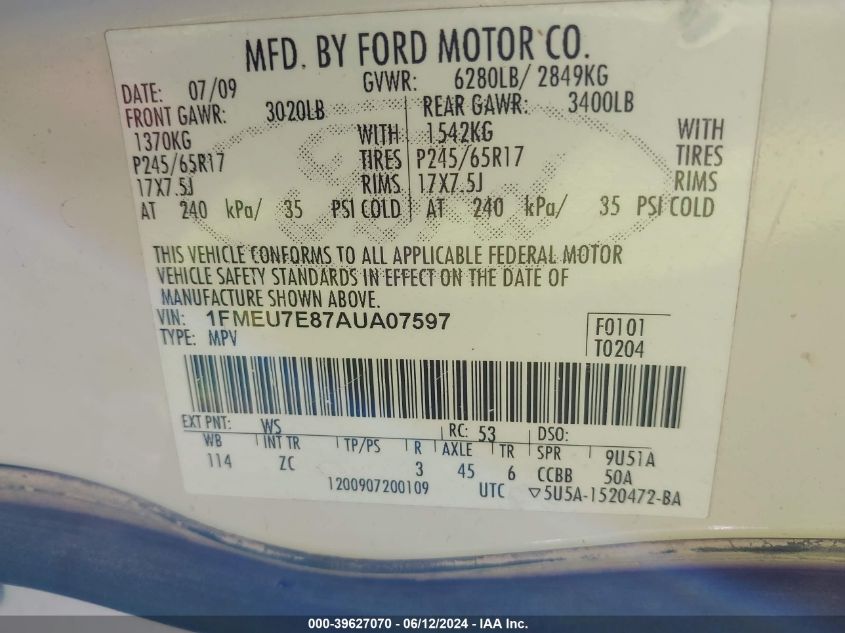 MFD. BY FORD MOTOR CO.
DATE: 07/09 GVWR: 6280LB/ 2849KG
FRONT GAWR: 3020LB REAR GAWR: 3400LB
1370KG WITH 1542KG WITH
P245/65R17 TIRES P245/65R17 TIRES
17X7.5J RIMS 17X7.5J RIMS
AT 240 kPa/ 35 PSI COLD AT 240 kPa/ 35 PSI COLD
THIS VEHICLE CONFORMS TO ALL APPLICABLE FEDERAL MOTOR
VEHICLE SAFETY STANDARDS IN EFFECT ON THE DATE OF
MANUFACTURE SHOWN ABOVE.
VIN: 1FMEU7E87AUA07597 F0101
TYPE: MPV T0204
EXT PNT: WS RC: 53 DSO:
WB INT TR TP/PS R AXLE TR SPR 9U51A
114 ZC 3 45 6 CCBB 50A
1200907200109 UTC ▽5U5A-1520472-BA
000-39627070 - 06/12/2024 - IAA Inc.